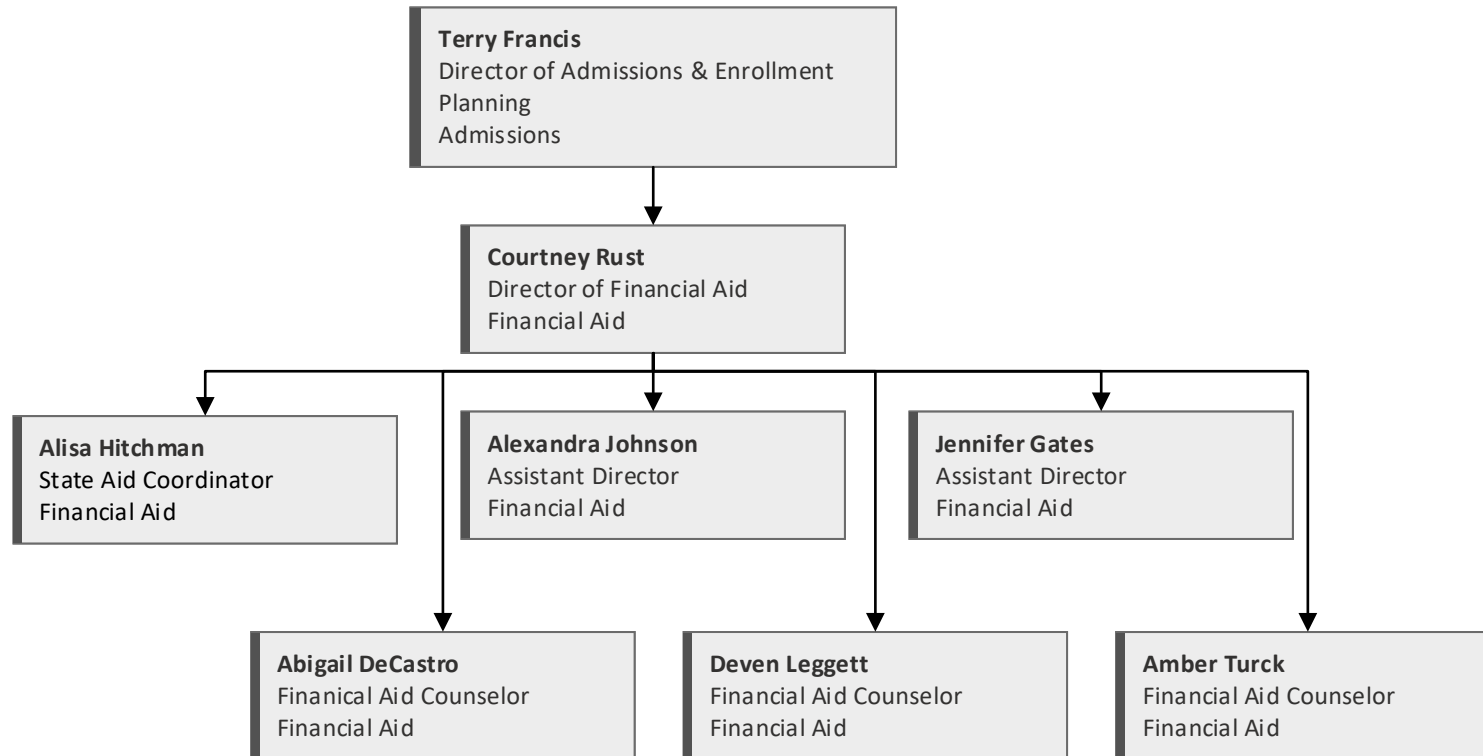 Terry Francis
Director of Admissions & Enrollment
Planning
Admissions
Courtney Rust
Director of Financial Aid
Financial Aid
Alisa Hitchman
State Aid Coordinator
Financial Aid
Alexandra Johnson
Assistant Director
Financial Aid
Jennifer Gates
Assistant Director
Financial Aid
Abigail DeCastro
Finanical Aid Counselor
Financial Aid
Deven Leggett
Financial Aid Counselor
Financial Aid
Amber Turck
Financial Aid Counselor
Financial Aid